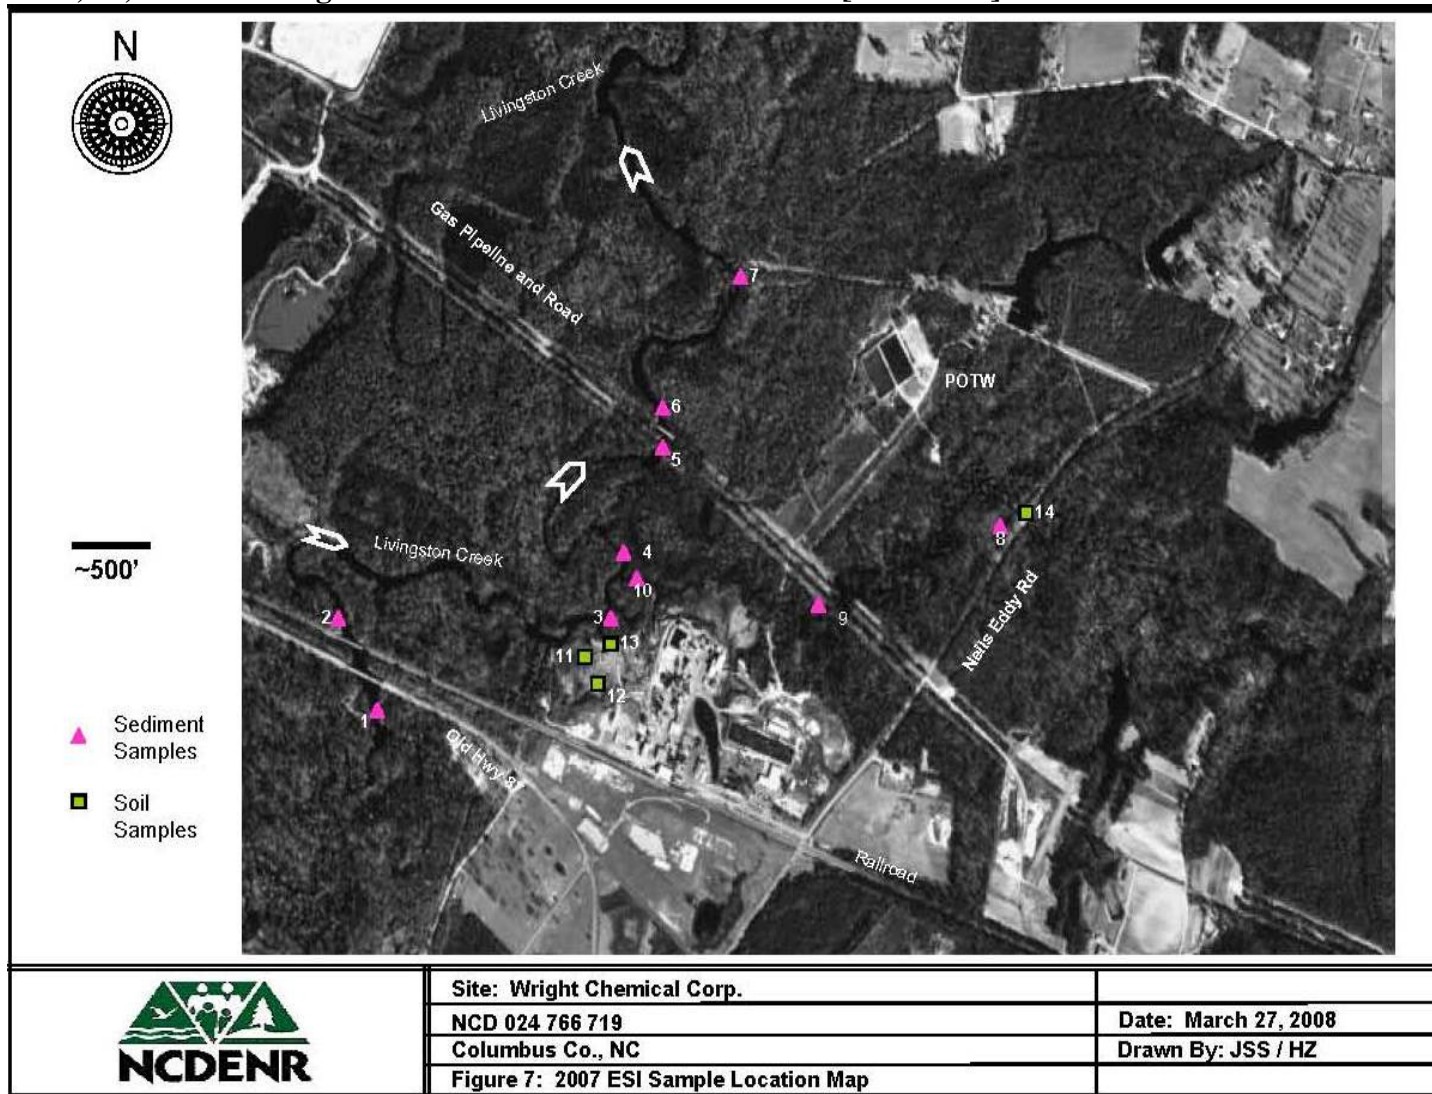 N
Livingston Creek
Gas Pipeline and Road
7
POTW
6
5
14
8
~500'
Livingston Creek
4
10
Neils Eddy Rd
2
3
9
13
11
12
1
Sediment
Samples
Old Hwy 87
Soil
Samples
Railroad
NCDENR
Site: Wright Chemical Corp.
NCD 024 766 719
Date: March 27, 2008
Columbus Co., NC
Drawn By: JSS / HZ
Figure 7: 2007 ESI Sample Location Map